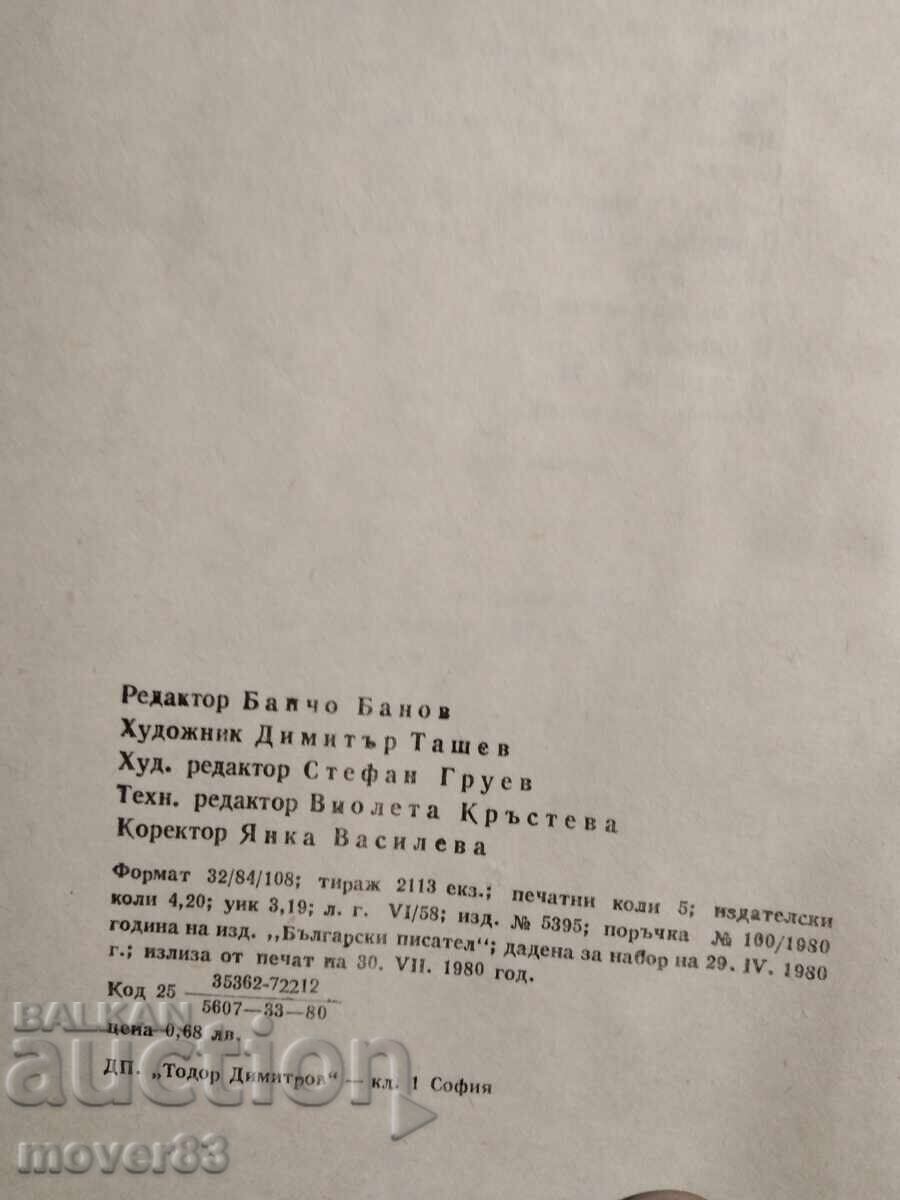 Редактор Банчо Банов
Художник Димитър Ташев
Худ. редактор Стефан Груев
Техн. редактор Виолета Кръстева
Коректор Янка Василева
Формат 32/84/108; тираж 2113 екз.; печатни коли 5; издателски
коли 4,20; уик 3,19; л. г. VI/58; изд. № 5395; поръчка № 160/1980
година на изд. „Български писател“; дадена за набор на 29. IV. 1980
г.; излиза от печат на 30. VII. 1980 год.
Код 25 35362-72212
5607—33—80
цена 0,68 лв.
ДП. „Тодор Димитров“ — кл. 1 София
BALKAN
auction
mover83